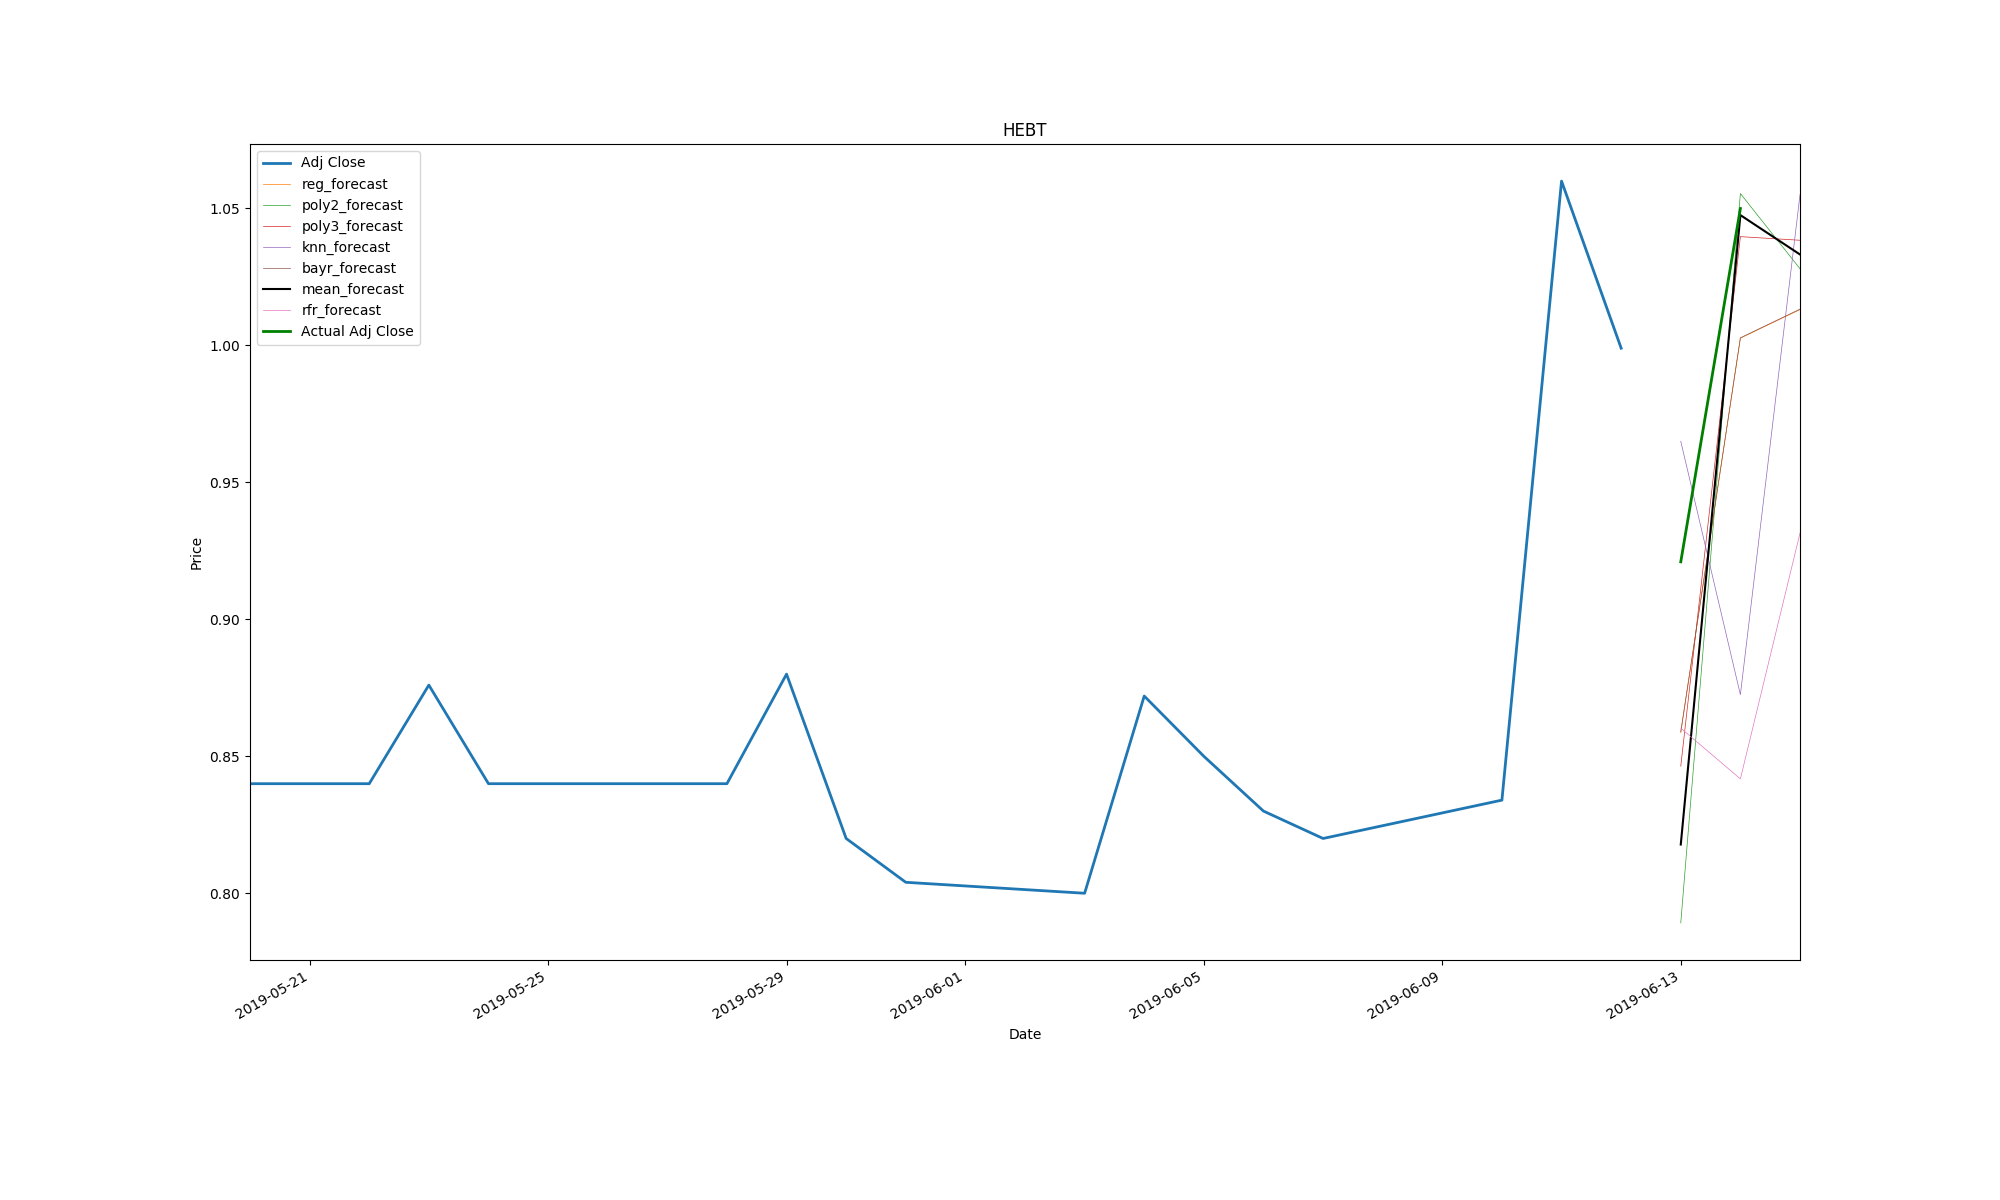 HEBT
Adj Close
reg_forecast
poly2_forecast
poly3_forecast
knn_forecast
bayr_forecast
mean_forecast
rfr_forecast
Actual Adj Close
Price
1.05
1.00
0.95
0.90
0.85
0.80
2019-05-21
2019-05-25
2019-05-29
2019-06-01
2019-06-05
2019-06-09
2019-06-13
Date